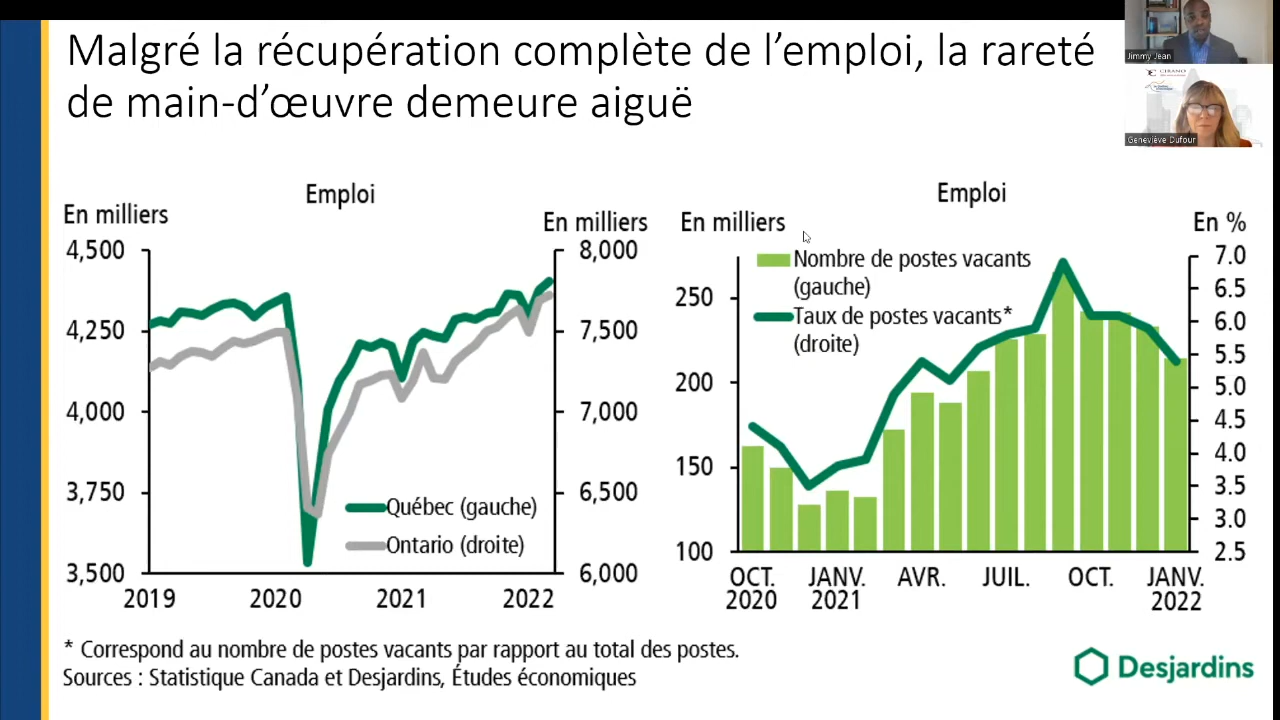 Malgré la récupération complète de l'emploi, la rareté
de main-d'œuvre demeure aiguë
Jimmy Jean
CIRANO
Geneviève Dufour
Emploi
En milliers
En milliers
4,500
4,250
4,000
3,750
3,500
8,000
7,500
7,000
6,500
6,000
Québec (gauche)
Ontario (droite)
2019
2020
2021
2022
Emploi
En milliers
En %
Nombre de postes vacants
(gauche)
Taux de postes vacants*
(droite)
250
200
150
100
7.0
6.5
6.0
5.5
5.0
4.5
4.0
3.5
3.0
2.5
OCT. JANV. AVR. JUIL. OCT. JANV.
2020 2021 2022
* Correspond au nombre de postes vacants par rapport au total des postes.
Sources : Statistique Canada et Desjardins, Études économiques
Desjardins